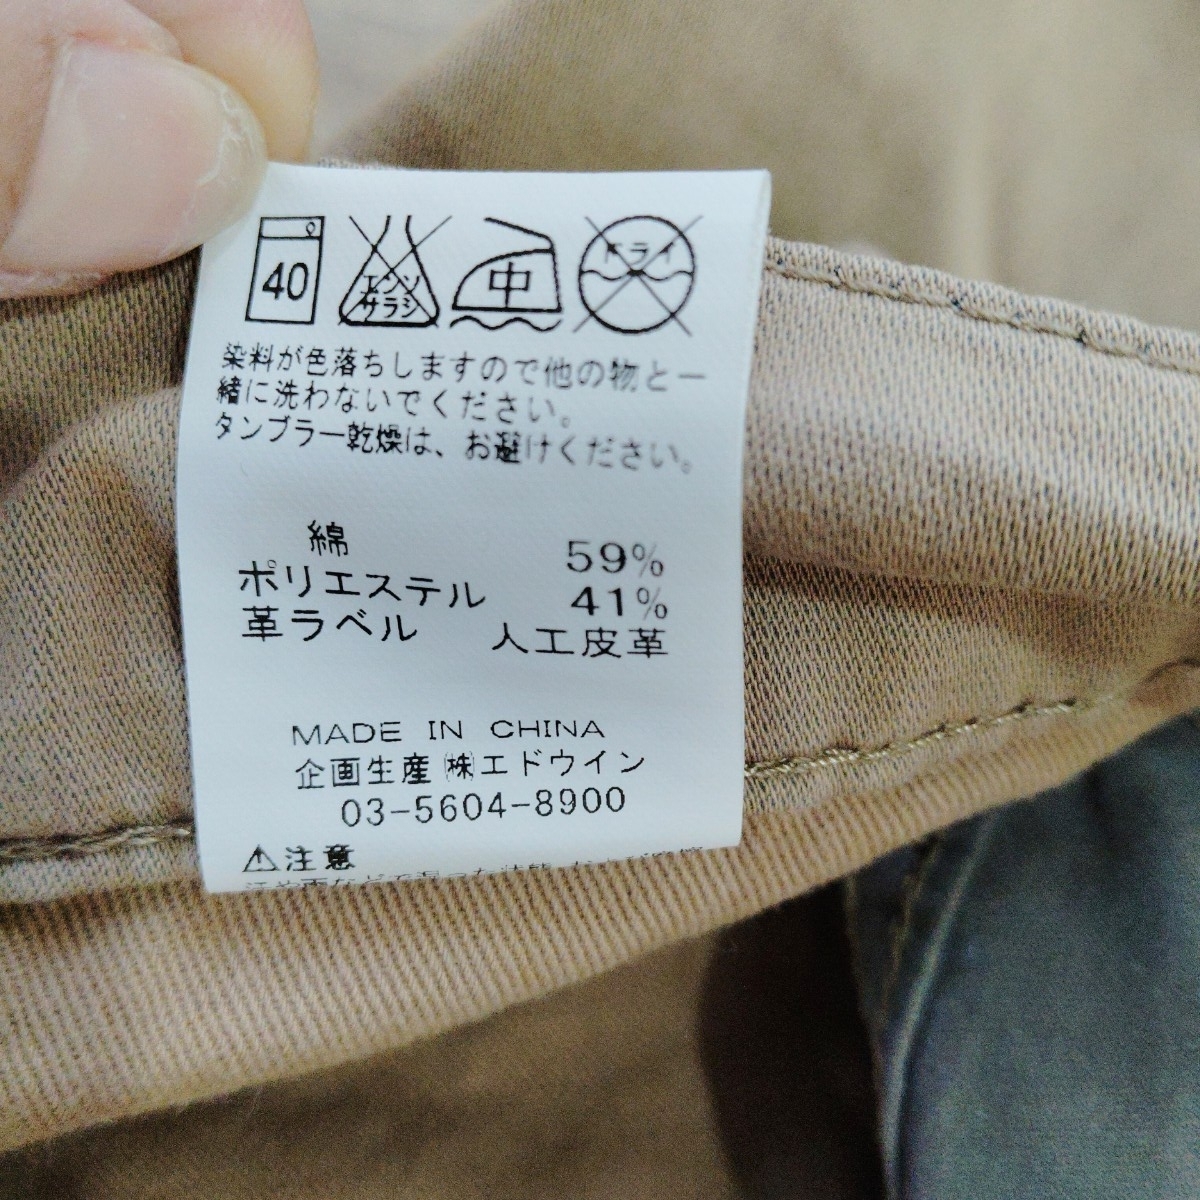 40 エンソサラシ 中 ドライ
染料が色落ちしますので他の物と一
緒に洗わないでください。
タンブラー乾燥は、お避けください。
綿 59%
ポリエステル 41%
革ラベル 人工皮革
MADE IN CHINA
企画生産 ㈱エドウイン
03-5604-8900
⚠注意